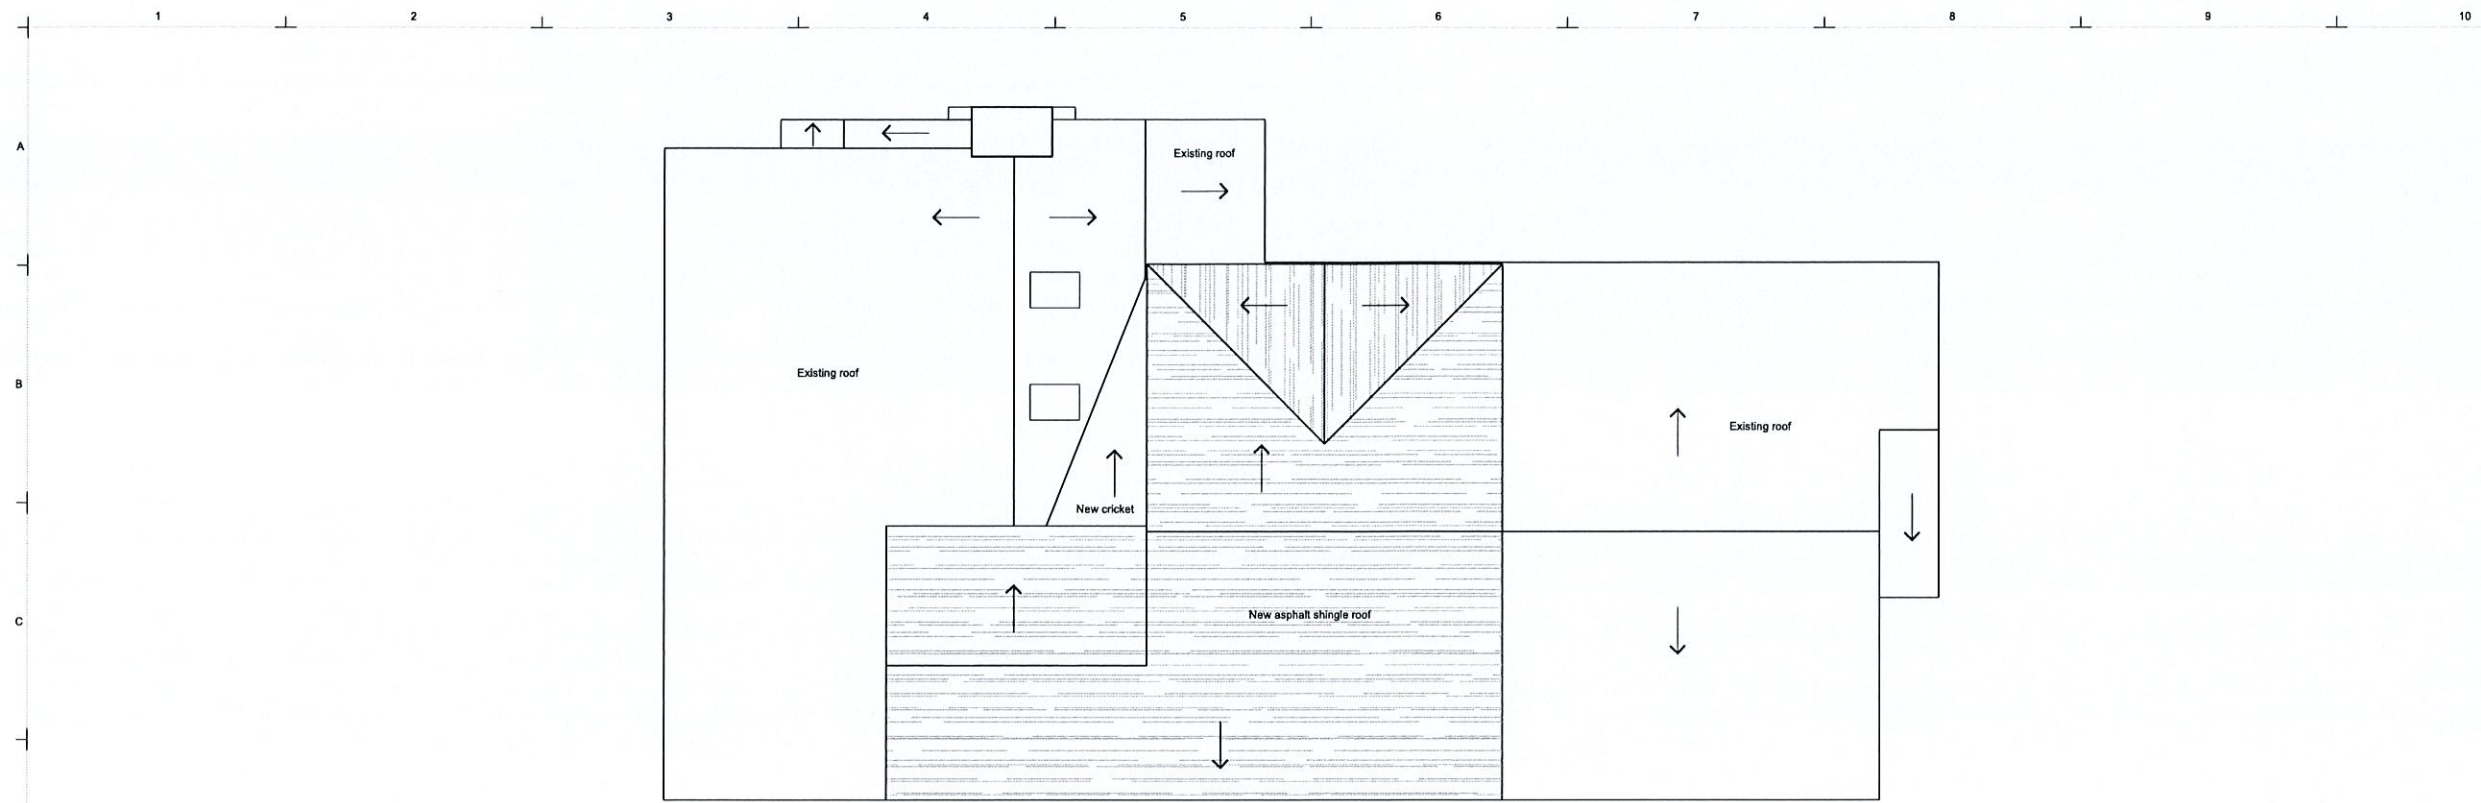 1 2 3 4 5 6 7 8 9 10
A
Existing roof
B
Existing roof
Existing roof
New cricket
C
New asphalt shingle roof